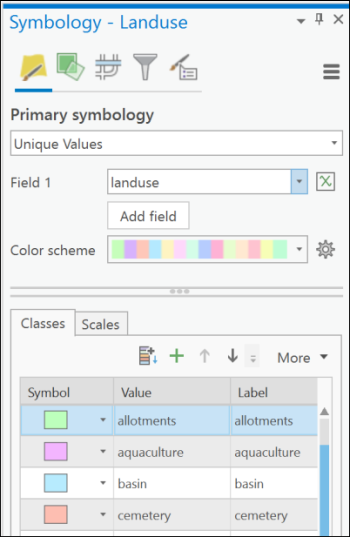 Symbology - Landuse
Primary symbology
Unique Values
Field 1 landuse
Add field
Color scheme
Classes Scales
More
Symbol Value Label
allotments allotments
aquaculture aquaculture
basin basin
cemetery cemetery